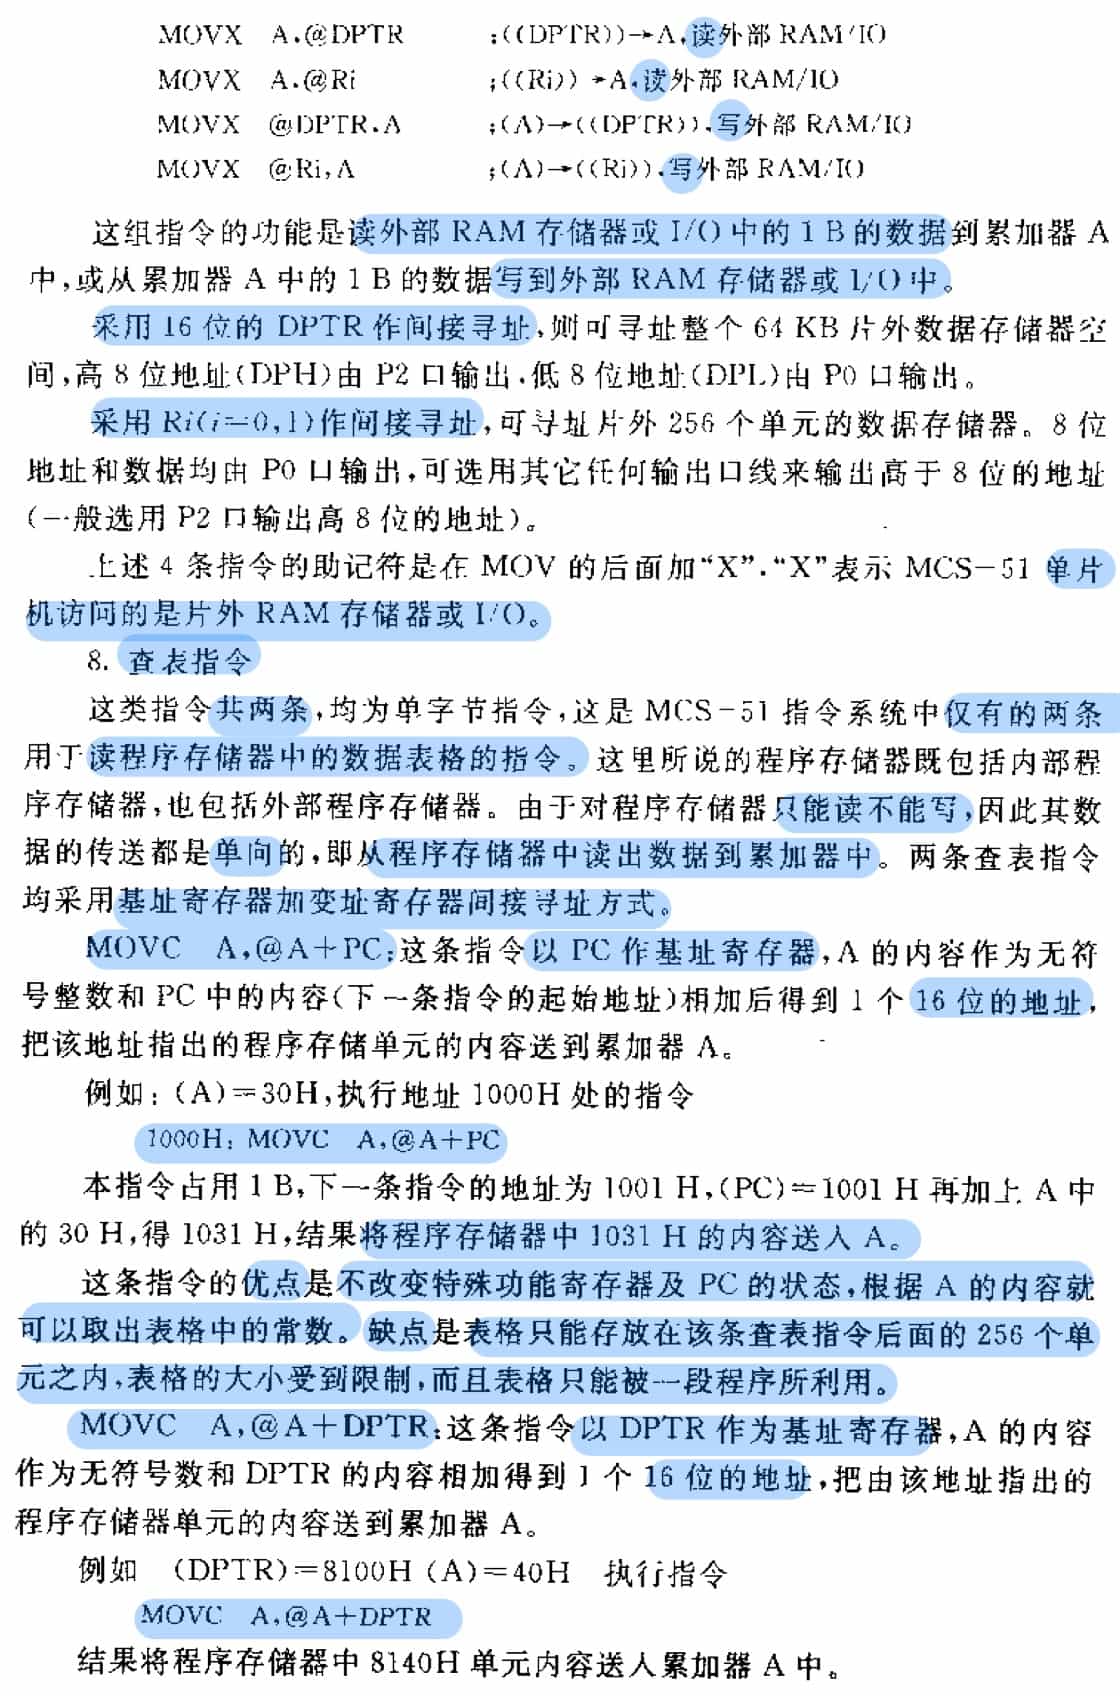 MOVX A,@DPTR ;((DPTR))→A,读外部 RAM/IO
MOVX A,@Ri ;((Ri))→A,读外部 RAM/IO
MOVX @DPTR,A ;(A)→((DPTR)),写外部 RAM/IO
MOVX @Ri,A ;(A)→((Ri)),写外部 RAM/IO
这组指令的功能是读外部 RAM 存储器或 I/O 中的 1 B 的数据到累加器 A
中,或从累加器 A 中的 1 B 的数据写到外部 RAM 存储器或 I/O 中。
采用 16 位的 DPTR 作间接寻址,则可寻址整个 64 KB 片外数据存储器空
间,高 8 位地址(DPH)由 P2 口输出,低 8 位地址(DPL)由 P0 口输出。
采用 Ri(i=0,1)作间接寻址,可寻址片外 256 个单元的数据存储器。8 位
地址和数据均由 P0 口输出,可选用其它任何输出口线来输出高于 8 位的地址
(一般选用 P2 口输出高 8 位的地址)。
上述 4 条指令的助记符是在 MOV 的后面加“X”,“X”表示 MCS-51 单片
机访问的是片外 RAM 存储器或 I/O。
8. 查表指令
这类指令共两条,均为单字节指令,这是 MCS-51 指令系统中仅有的两条
用于读程序存储器中的数据表格的指令。这里所说的程序存储器既包括内部程
序存储器,也包括外部程序存储器。由于对程序存储器只能读不能写,因此其数
据的传送都是单向的,即从程序存储器中读出数据到累加器中。两条查表指令
均采用基址寄存器加变址寄存器间接寻址方式。
MOVC A,@A+PC:这条指令以 PC 作基址寄存器,A 的内容作为无符
号整数和 PC 中的内容(下一条指令的起始地址)相加后得到 1 个 16 位的地址,
把该地址指出的程序存储单元的内容送到累加器 A。
例如:(A)=30H,执行地址 1000H 处的指令
1000H: MOVC A,@A+PC
本指令占用 1 B,下一条指令的地址为 1001 H,(PC)=1001 H 再加上 A 中
的 30 H,得 1031 H,结果将程序存储器中 1031 H 的内容送入 A。
这条指令的优点是不改变特殊功能寄存器及 PC 的状态,根据 A 的内容就
可以取出表格中的常数。缺点是表格只能存放在该条查表指令后面的 256 个单
元之内,表格的大小受到限制,而且表格只能被一段程序所利用。
MOVC A,@A+DPTR:这条指令以 DPTR 作为基址寄存器,A 的内容
作为无符号数和 DPTR 的内容相加得到 1 个 16 位的地址,把由该地址指出的
程序存储器单元的内容送到累加器 A。
例如 (DPTR)=8100H (A)=40H 执行指令
MOVC A,@A+DPTR
结果将程序存储器中 8140H 单元内容送入累加器 A 中。